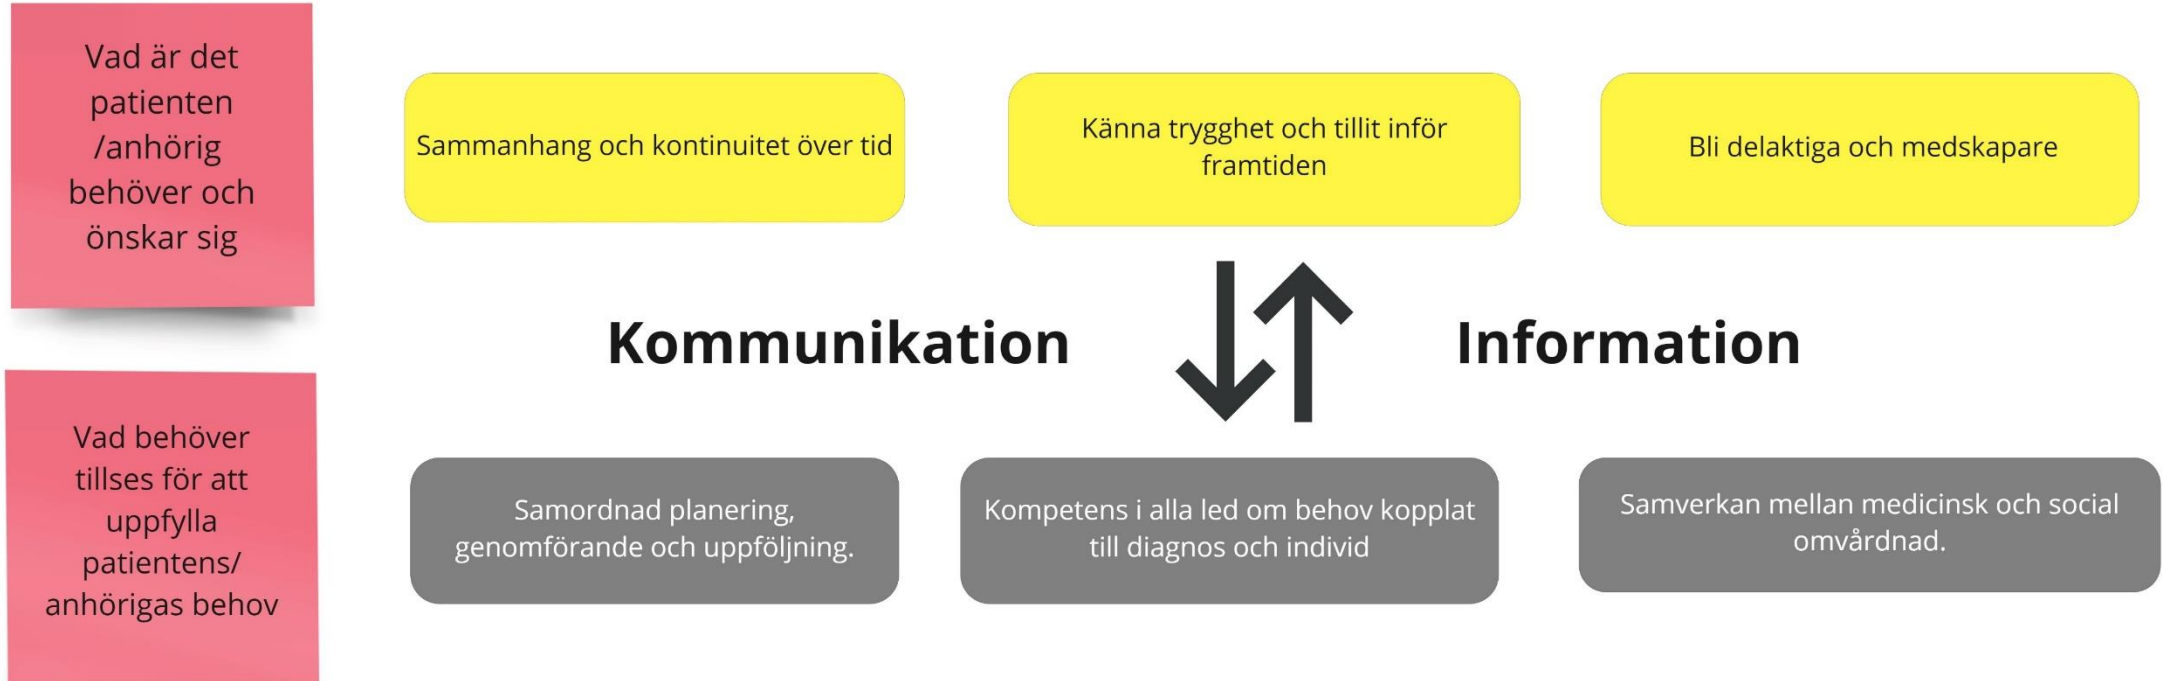 Vad är det
patienten
/anhörig
behöver och
önskar sig
Sammanhang och kontinuitet över tid
Känna trygghet och tillit inför
framtiden
Bli delaktiga och medskapare
Kommunikation
Information
Vad behöver
tillses för att
uppfylla
patientens/
anhörigas behov
Samordnad planering,
genomförande och uppföljning.
Kompetens i alla led om behov kopplat
till diagnos och individ
Samverkan mellan medicinsk och social
omvårdnad.